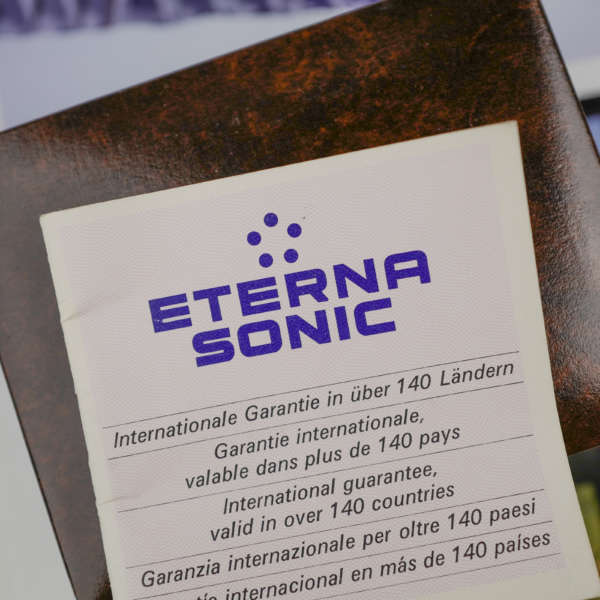 ETERNA
SONIC
Internationale Garantie in über 140 Ländern
Garantie internationale,
valable dans plus de 140 pays
International guarantee,
valid in over 140 countries
Garanzia internazionale per oltre 140 paesi
internacional en más de 140 países